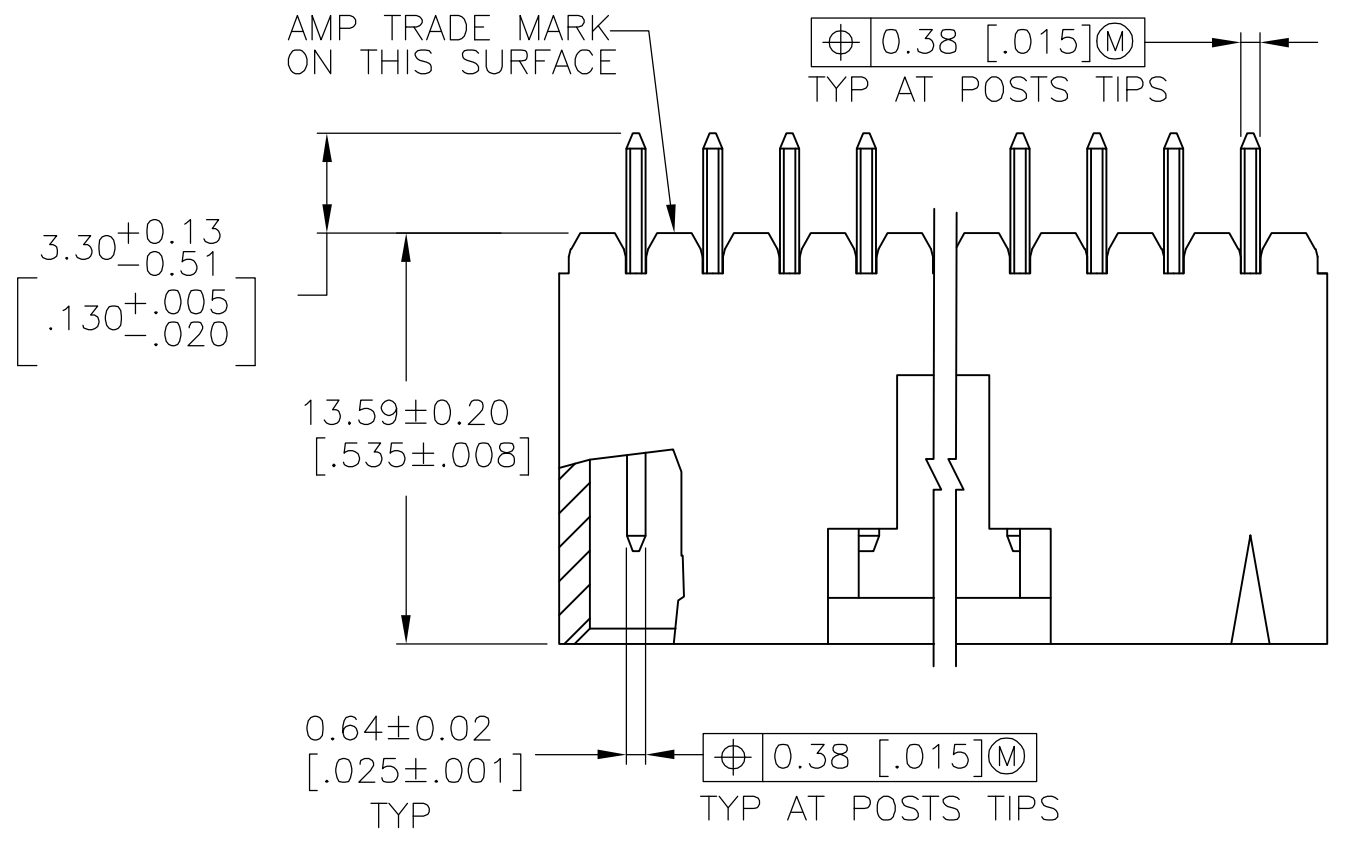 AMP TRADE MARK
ON THIS SURFACE
⌖ 0.38 [.015]Ⓜ
TYP AT POSTS TIPS
3.30+0.13
−0.51
[.130+.005
−.020]
13.59±0.20
[.535±.008]
0.64±0.02
[.025±.001]
TYP
⌖ 0.38 [.015]Ⓜ
TYP AT POSTS TIPS